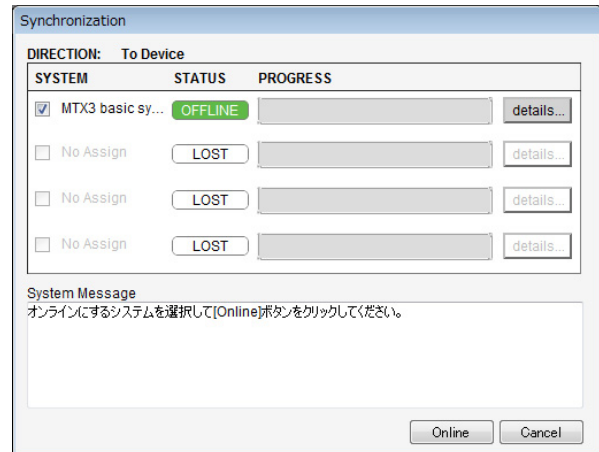 Synchronization
DIRECTION: To Device
SYSTEM STATUS PROGRESS
MTX3 basic sy... OFFLINE details...
No Assign LOST details...
No Assign LOST details...
No Assign LOST details...
System Message
オンラインにするシステムを選択して[Online]ボタンをクリックしてください。
Online Cancel